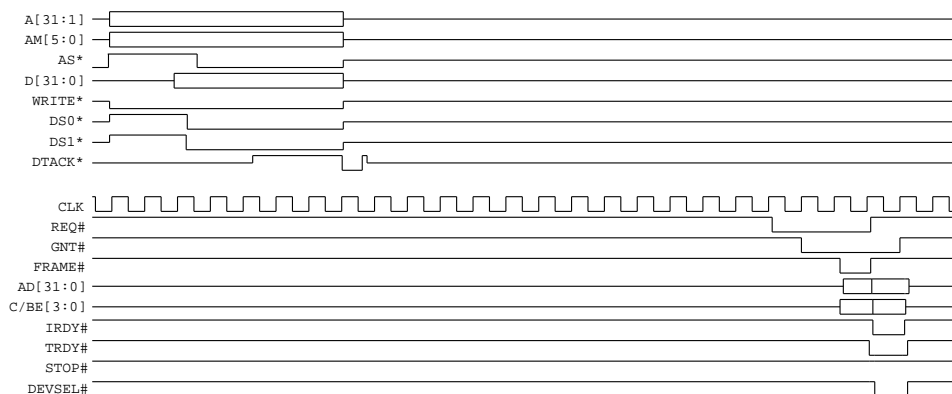 A[31:1]
AM[5:0]
AS*
D[31:0]
WRITE*
DS0*
DS1*
DTACK*
CLK
REQ#
GNT#
FRAME#
AD[31:0]
C/BE[3:0]
IRDY#
TRDY#
STOP#
DEVSEL#